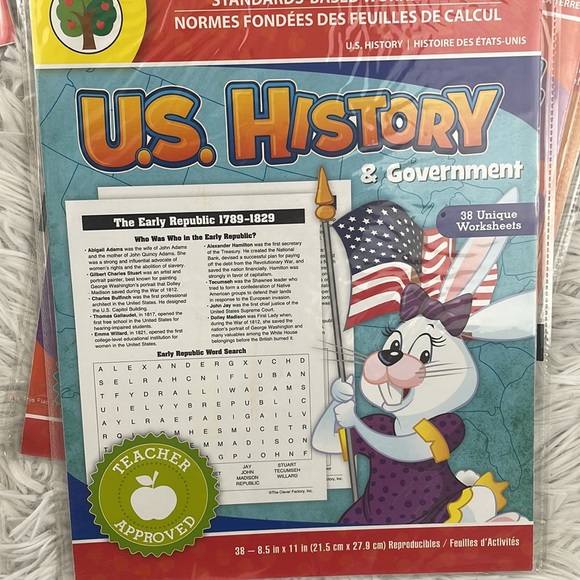 STANDARDS-BASED
NORMES FONDÉES DES FEUILLES DE CALCUL
U.S. HISTORY | HISTOIRE DES ÉTATS-UNIS
U.S. HISTORY
& Government
38 Unique
Worksheets
The Early Republic 1789–1829
Who Was Who in the Early Republic?
• Abigail Adams was the wife of John Adams
and the mother of John Quincy Adams. She
was a strong and influential advocate of
women's rights and the abolition of slavery.
• Gilbert Charles Stuart was an artist and
portrait painter, best known for painting
George Washington's portrait that Dolley
Madison saved during the War of 1812.
• Charles Bulfinch was the first professional
architect in the United States. He designed
the U.S. Capitol Building.
• Thomas Gallaudet, in 1817, opened the
first free school in the United States for
hearing-impaired students.
• Emma Willard, in 1821, opened the first
college-level educational institution for
women in the United States.
• Alexander Hamilton was the first secretary
of the Treasury. He created the National
Bank, devised a successful plan for paying
off the debt from the Revolutionary War, and
saved the nation financially. Hamilton was
strongly in favor of capitalism.
• Tecumseh was the Shawnee leader who
tried to form a confederation of Native
American groups to defend their lands
in response to the European invasion.
• John Jay was the first chief justice of the
United States Supreme Court.
• Dolley Madison was First Lady when,
during the War of 1812, she saved the
nation's portrait of George Washington and
many valuables among the White House
belongings before the British burned it.
Early Republic Word Search
A L E X A N D E R G X V C H D
S E L R A H C N I F L U B A N
T F Y D R A L L I W A D A M S
U I E L Y Y B R E P U B L I C
A Y L R A E F A B I G I L V
R Q M H E S M U C E T R
M A D I S O N
G P J O H N F
JAY
JOHN
MADISON
REPUBLIC
STUART
TECUMSEH
WILLARD
©The Clever Factory, Inc.
TEACHER
APPROVED
38 – 8.5 in x 11 in (21.5 cm x 27.9 cm) Reproducibles / Feuilles d'Activités